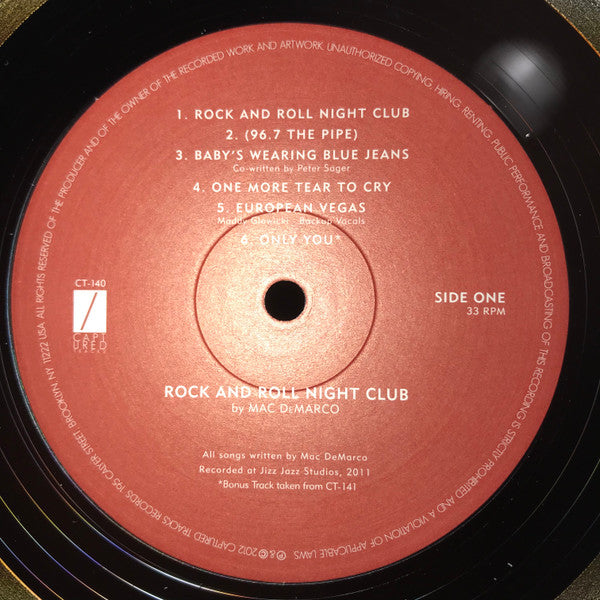 ALL RIGHTS RESERVED OF THE PRODUCER AND OF THE OWNER OF THE RECORDED WORK AND ARTWORK. UNAUTHORIZED COPYING, HIRING, RENTING, PUBLIC PERFORMANCE AND BROADCASTING OF THIS RECORDING IS STRICTLY PROHIBITED AND A VIOLATION OF APPLICABLE LAWS.
1. ROCK AND ROLL NIGHT CLUB
2. (96.7 THE PIPE)
3. BABY'S WEARING BLUE JEANS
Co-written by Peter Sager
4. ONE MORE TEAR TO CRY
5. EUROPEAN VEGAS
Backup Vocals
6. ONLY YOU*
CT-140
CAPT
URED
TRACKS
SIDE ONE
33 RPM
ROCK AND ROLL NIGHT CLUB
by MAC DEMARCO
All songs written by Mac DeMarco
Recorded at Jizz Jazz Studios, 2011
*Bonus Track taken from CT-141
℗ & © 2012 CAPTURED TRACKS RECORDS 195 CALYER STREET BROOKLYN NY 11222 USA